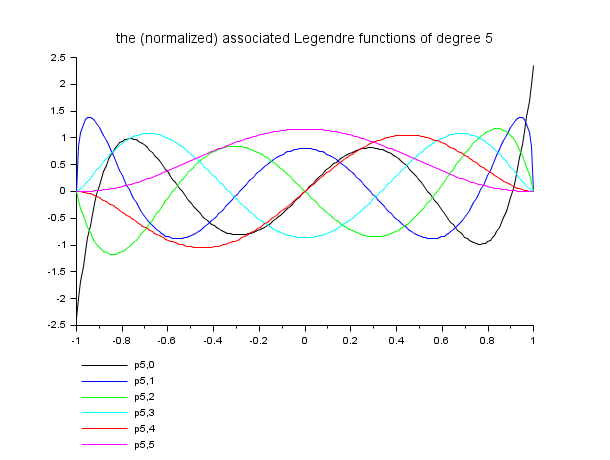 the (normalized) associated Legendre functions of degree 5
2.5
2
1.5
1
0.5
0
-0.5
-1
-1.5
-2
-2.5
-1 -0.8 -0.6 -0.4 -0.2 0 0.2 0.4 0.6 0.8 1
p5,0
p5,1
p5,2
p5,3
p5,4
p5,5